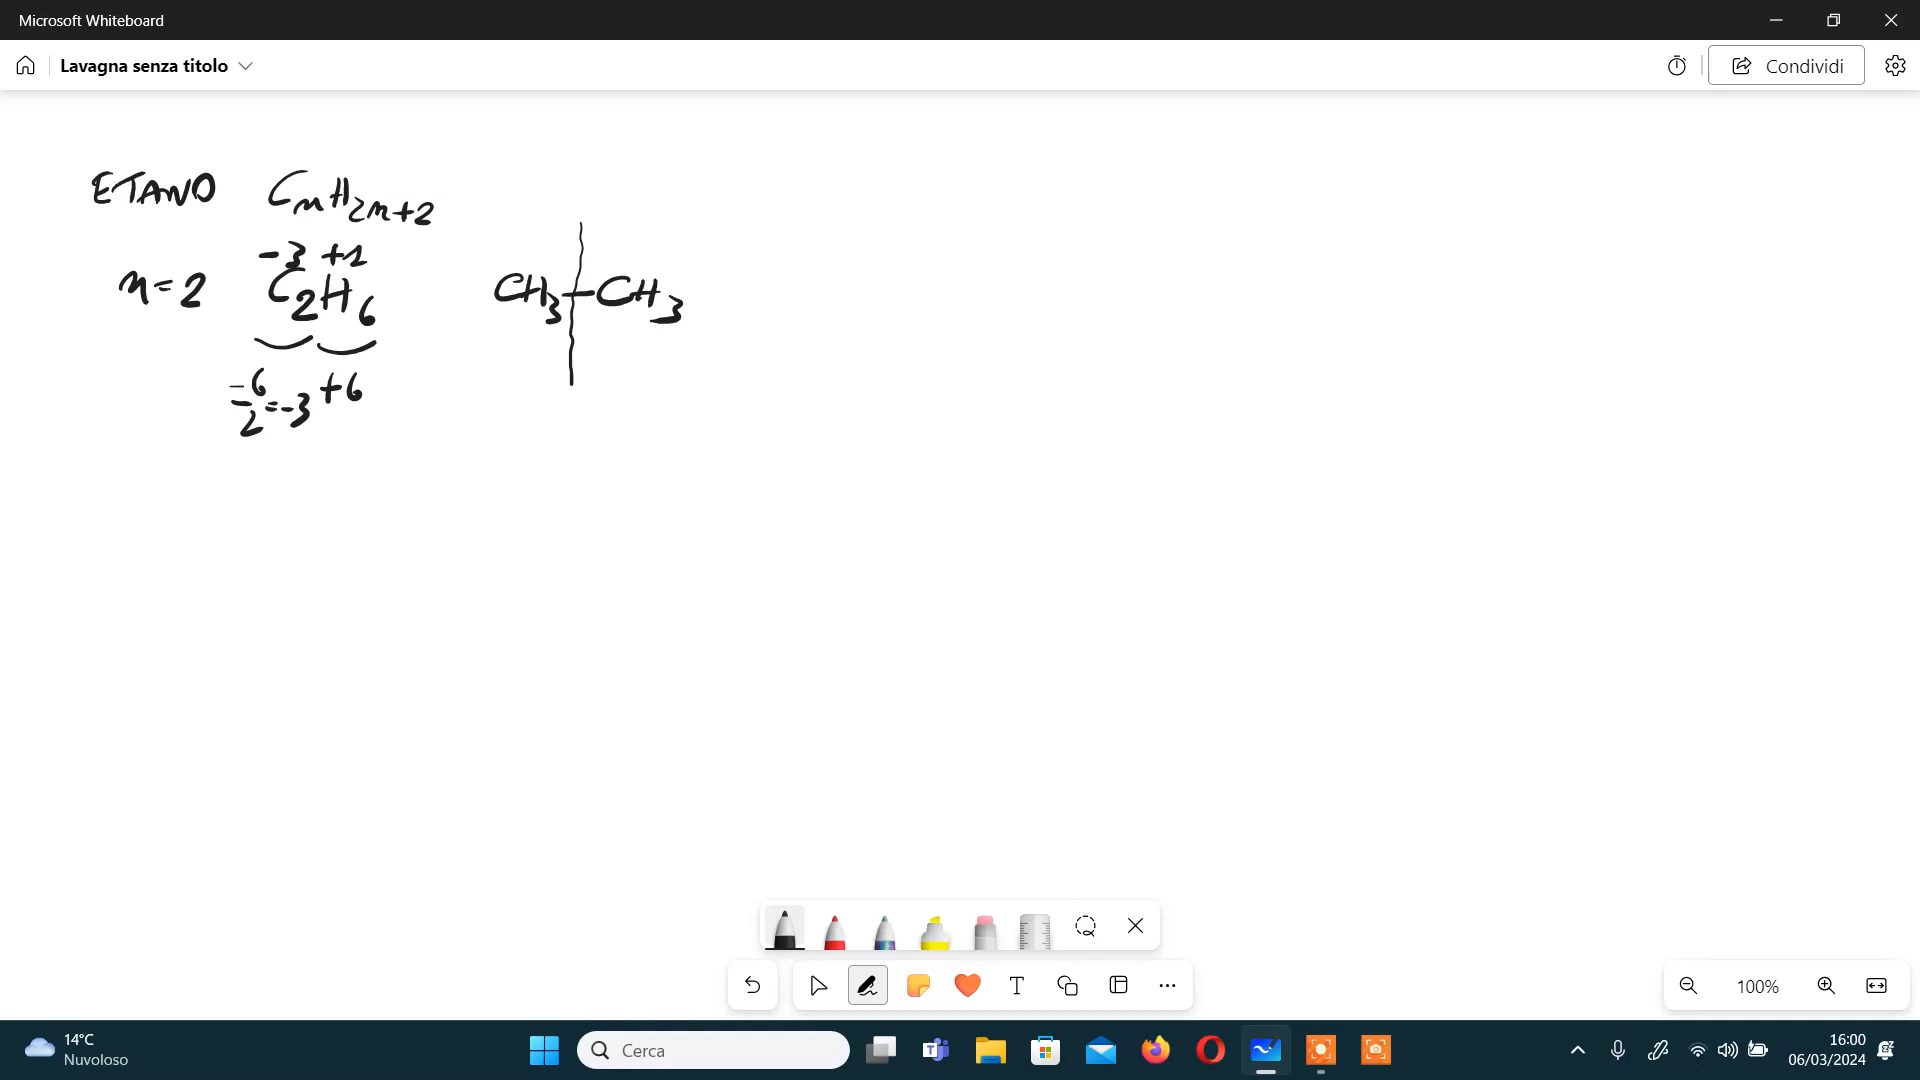 Microsoft Whiteboard
Lavagna senza titolo
Condividi
ETANO CnH2n+2
-3 +1
n=2 C2H6 CH3-CH3
-6/2=-3 +6
100%
14°C
Nuvoloso
Cerca
16:00
06/03/2024